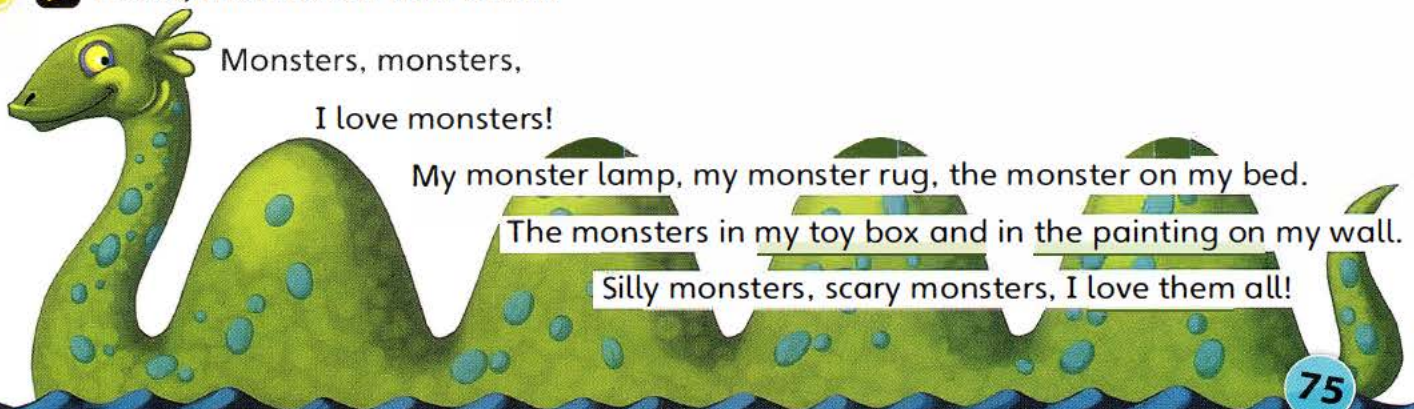 Monsters, monsters,
I love monsters!
My monster lamp, my monster rug, the monster on my bed.
The monsters in my toy box and in the painting on my wall.
Silly monsters, scary monsters, I love them all!
75